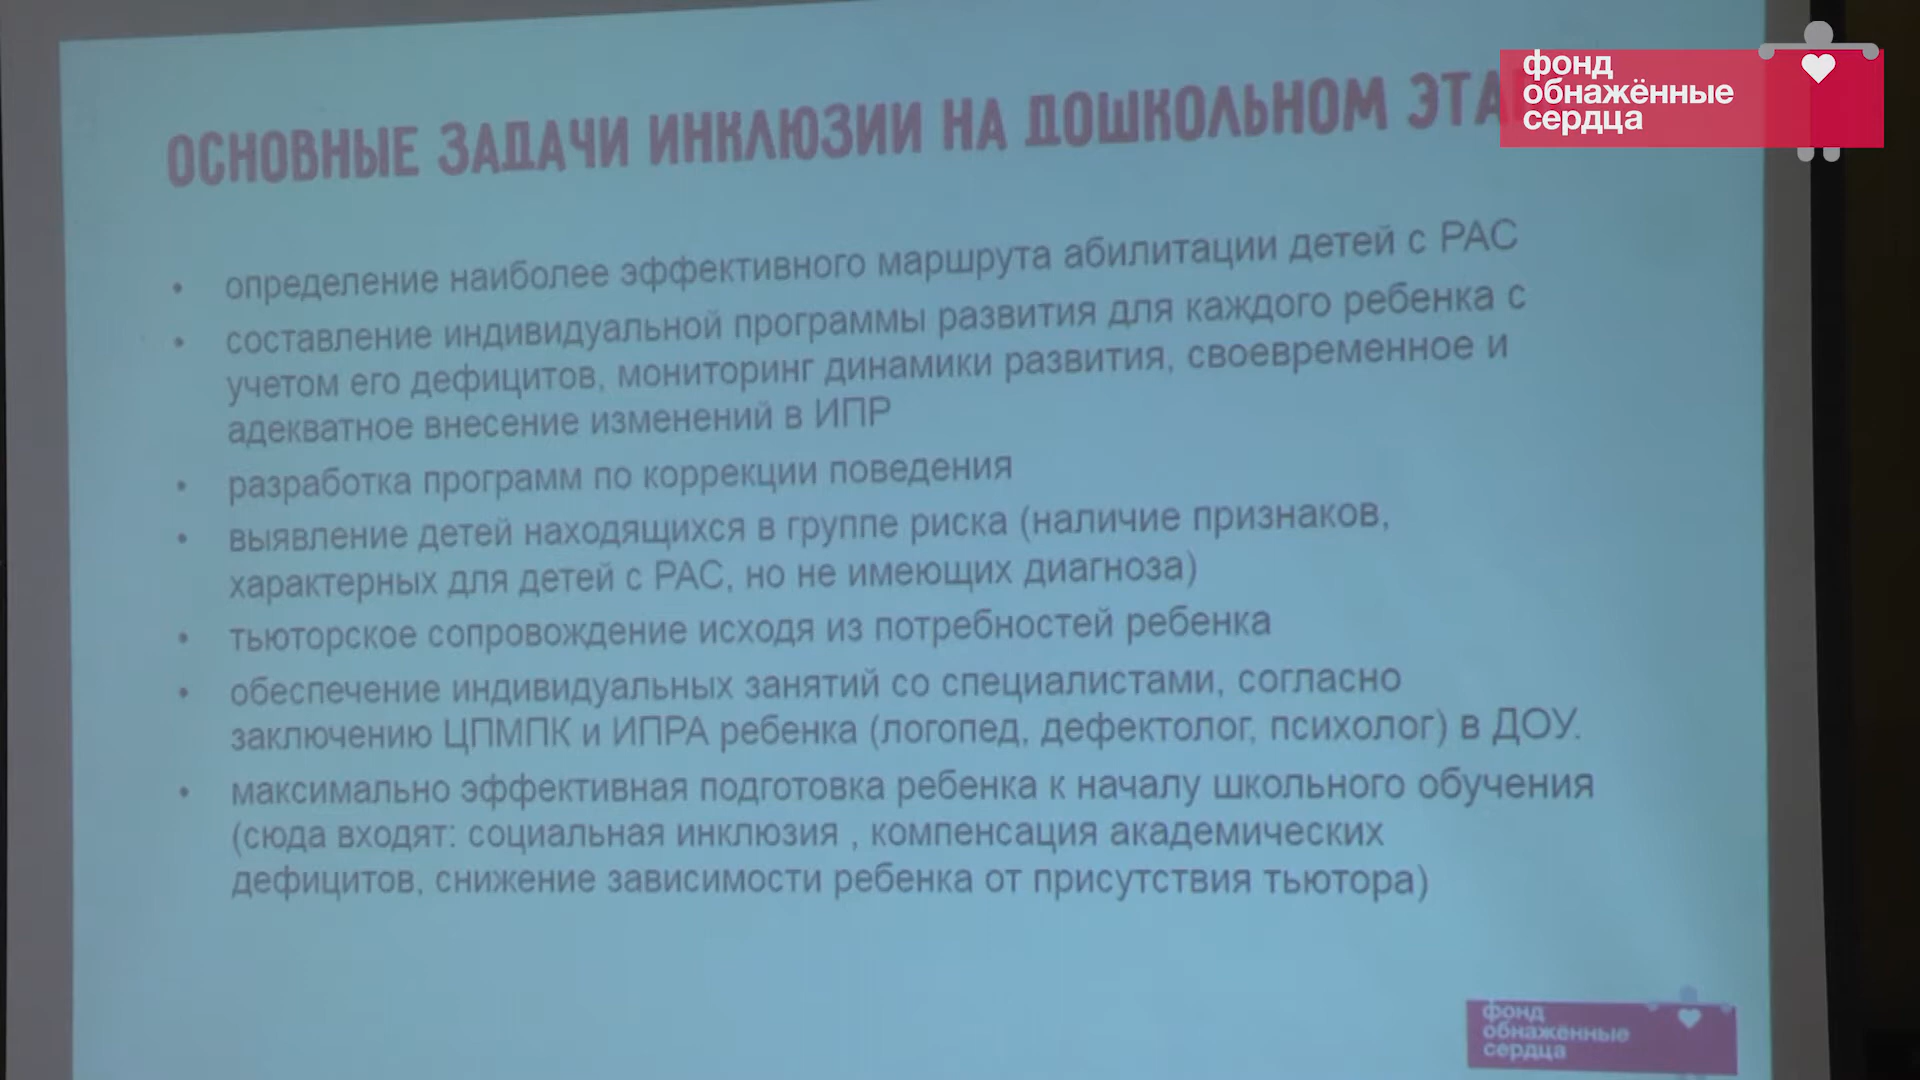 фонд
обнажённые
сердца
ОСНОВНЫЕ ЗАДАЧИ ИНКЛЮЗИИ НА ДОШКОЛЬНОМ
• определение наиболее эффективного маршрута абилитации детей с РАС
• составление индивидуальной программы развития для каждого ребенка с
учетом его дефицитов, мониторинг динамики развития, своевременное и
адекватное внесение изменений в ИПР
• разработка программ по коррекции поведения
• выявление детей находящихся в группе риска (наличие признаков,
характерных для детей с РАС, но не имеющих диагноза)
• тьюторское сопровождение исходя из потребностей ребенка
• обеспечение индивидуальных занятий со специалистами, согласно
заключению ЦПМПК и ИПРА ребенка (логопед, дефектолог, психолог) в ДОУ.
• максимально эффективная подготовка ребенка к началу школьного обучения
(сюда входят: социальная инклюзия , компенсация академических
дефицитов, снижение зависимости ребенка от присутствия тьютора)
фонд
обнажённые
сердца